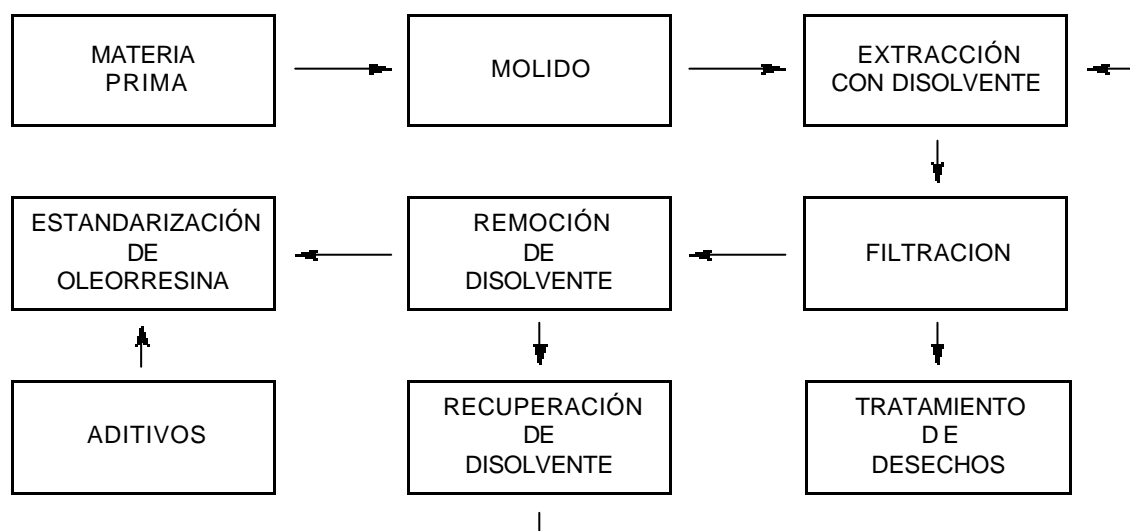 MATERIA
PRIMA
MOLIDO
EXTRACCIÓN
CON DISOLVENTE
ESTANDARIZACIÓN
DE
OLEORRESINA
REMOCIÓN
DE
DISOLVENTE
FILTRACION
ADITIVOS
RECUPERACIÓN
DE
DISOLVENTE
TRATAMIENTO
DE
DESECHOS